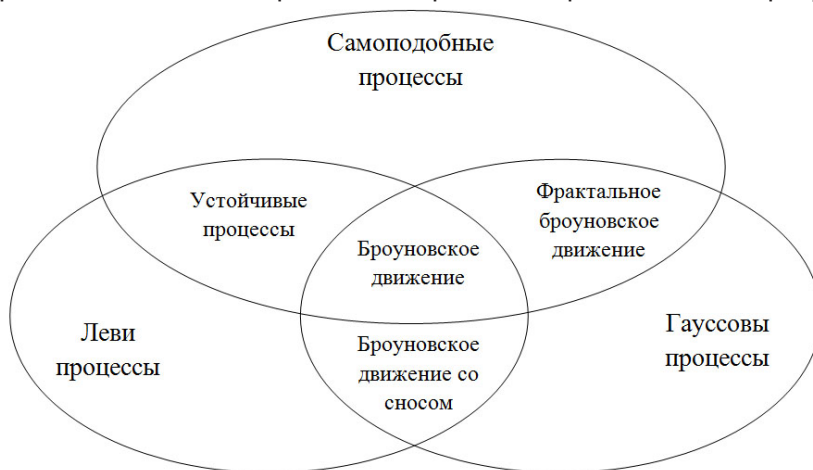 Самоподобные
процессы
Устойчивые
процессы
Фрактальное
броуновское
движение
Броуновское
движение
Леви
процессы
Броуновское
движение со
сносом
Гауссовы
процессы